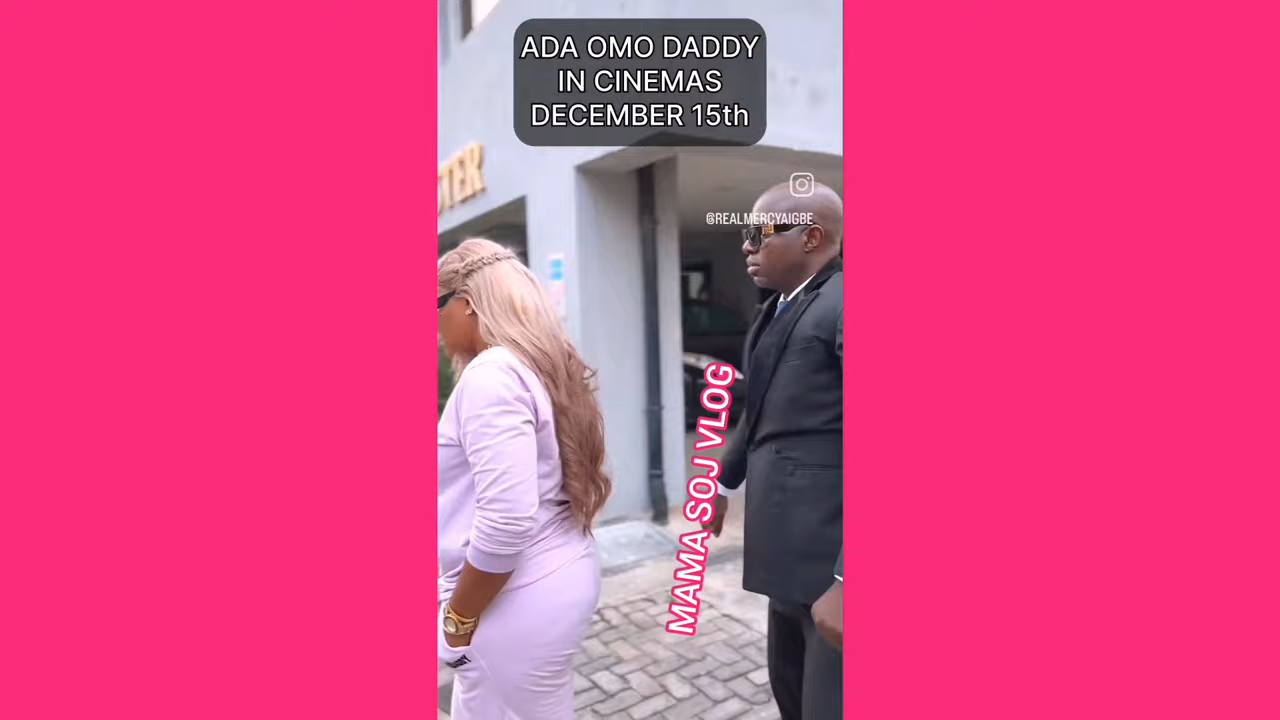 ADA OMO DADDY
IN CINEMAS
DECEMBER 15th
@REALMERCYAIGBE
MAMA SOJ VLOG